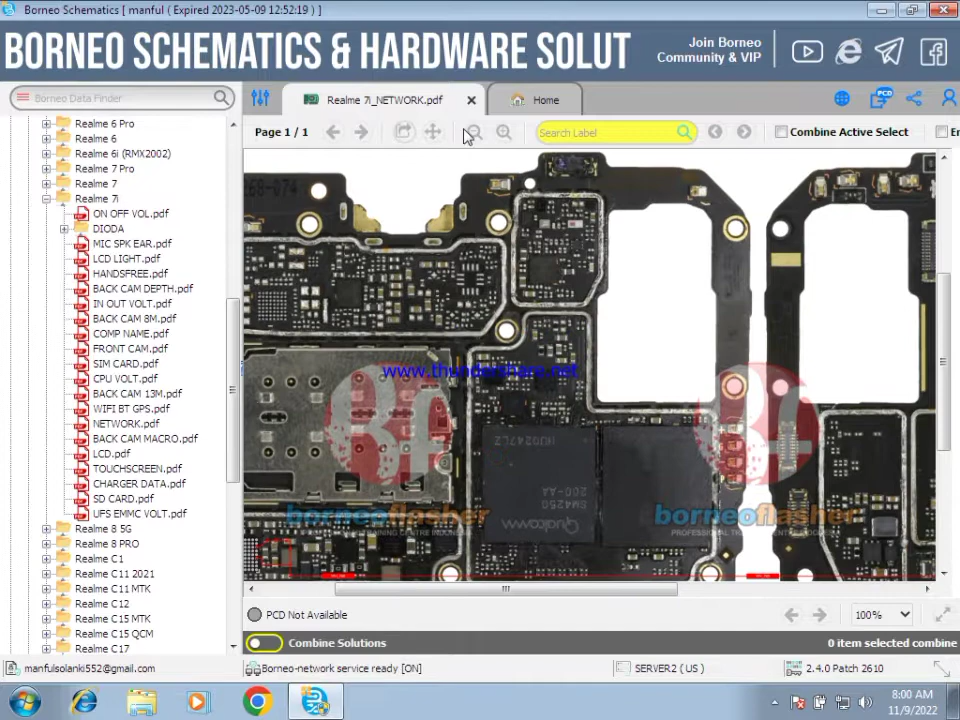 Borneo Schematics [ manful ( Expired 2023-05-09 12:52:19 ) ]
BORNEO SCHEMATICS & HARDWARE SOLUT
Join Borneo
Community & VIP
PCD
Borneo Data Finder
Realme 7i_NETWORK.pdf
Home
Page 1 / 1
Search Label
Combine Active Select
Realme 6 Pro
Realme 6
Realme 6i (RMX2002)
Realme 7 Pro
Realme 7
Realme 7i
ON OFF VOL.pdf
DIODA
MIC SPK EAR.pdf
LCD LIGHT.pdf
HANDSFREE.pdf
BACK CAM DEPTH.pdf
IN OUT VOLT.pdf
BACK CAM 8M.pdf
COMP NAME.pdf
FRONT CAM.pdf
SIM CARD.pdf
CPU VOLT.pdf
BACK CAM 13M.pdf
WIFI BT GPS.pdf
NETWORK.pdf
BACK CAM MACRO.pdf
LCD.pdf
TOUCHSCREEN.pdf
CHARGER DATA.pdf
SD CARD.pdf
UFS EMMC VOLT.pdf
Realme 8 5G
Realme 8 PRO
Realme C1
Realme C11 2021
Realme C11 MTK
Realme C12
Realme C15 MTK
Realme C15 QCM
Realme C17
www.thundershare.net
SM4250
200-AA
QUALCOMM
borneoflasher
borneoflasher
PCD Not Available
100%
Combine Solutions
0 item selected combine
manfulsolanki552@gmail.com
Borneo-network service ready [ON]
SERVER2 ( US )
2.4.0 Patch 2610
8:00 AM
11/9/2022